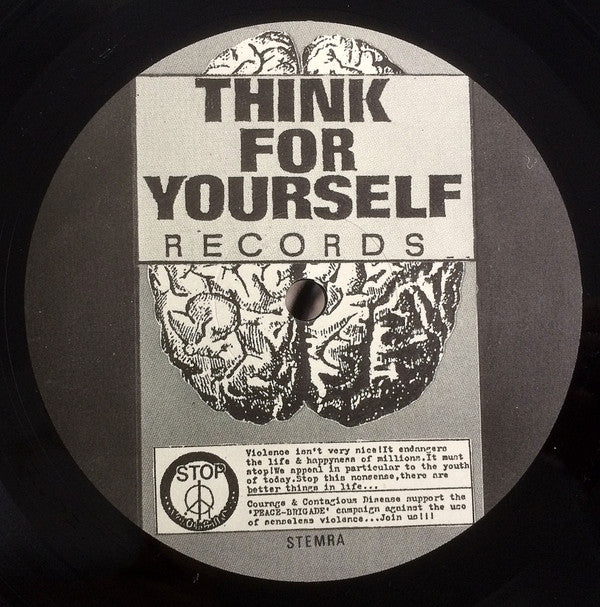 THINK
FOR
YOURSELF
RECORDS
Violence isn't very nice!It endangers
the life & happyness of millions.It must
stop!We appeal in particular to the youth
of today.Stop this nonsense,there are
better things in life...
STOP
Courage & Contagious Disease support the
'PEACE-BRIGADE' campaign against the use
of senseless violence...Join us!!!
STEMRA